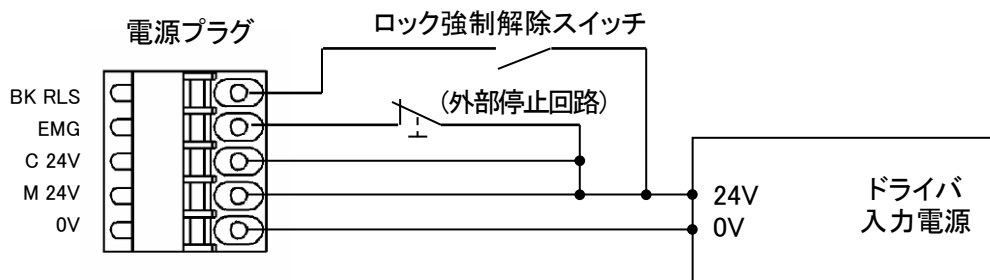 電源プラグ
ロック強制解除スイッチ
BK RLS
(外部停止回路)
EMG
C 24V
M 24V
24V
ドライバ
入力電源
0V
0V